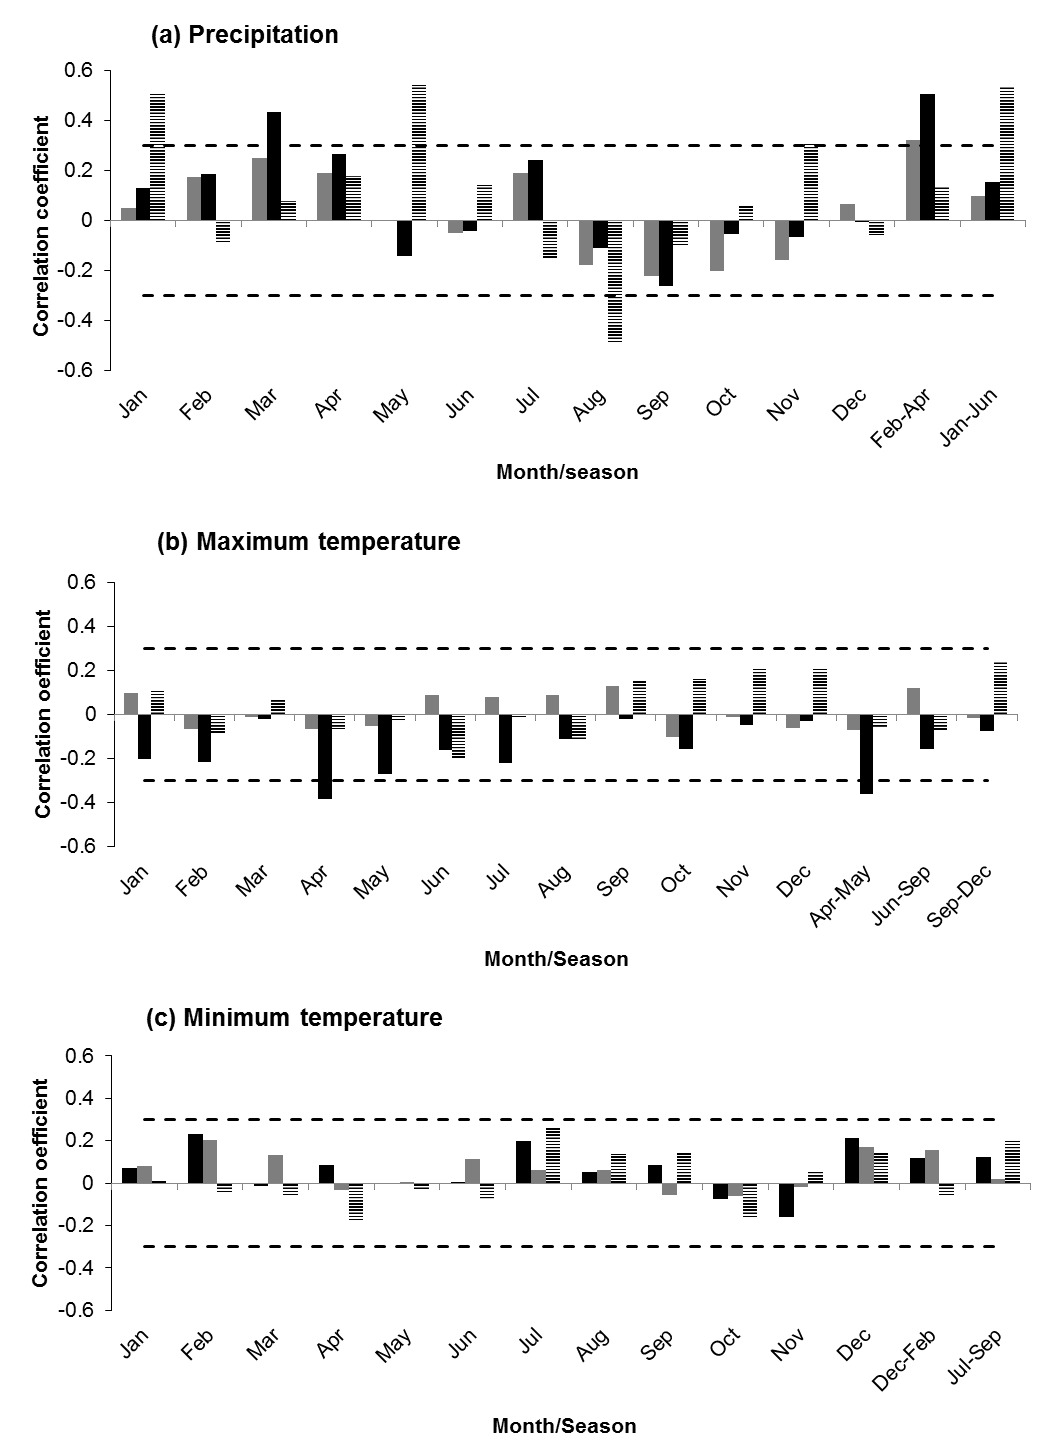 (a) Precipitation
0.6
0.4
0.2
0
-0.2
-0.4
-0.6
Correlation coefficient
Jan Feb Mar Apr May Jun Jul Aug Sep Oct Nov Dec Feb-Apr Jan-Jun
Month/season
(b) Maximum temperature
0.6
0.4
0.2
0
-0.2
-0.4
-0.6
Correlation oefficient
Jan Feb Mar Apr May Jun Jul Aug Sep Oct Nov Dec Apr-May Jun-Sep Sep-Dec
Month/Season
(c) Minimum temperature
0.6
0.4
0.2
0
-0.2
-0.4
-0.6
Correlation oefficient
Jan Feb Mar Apr May Jun Jul Aug Sep Oct Nov Dec Dec-Feb Jul-Sep
Month/Season